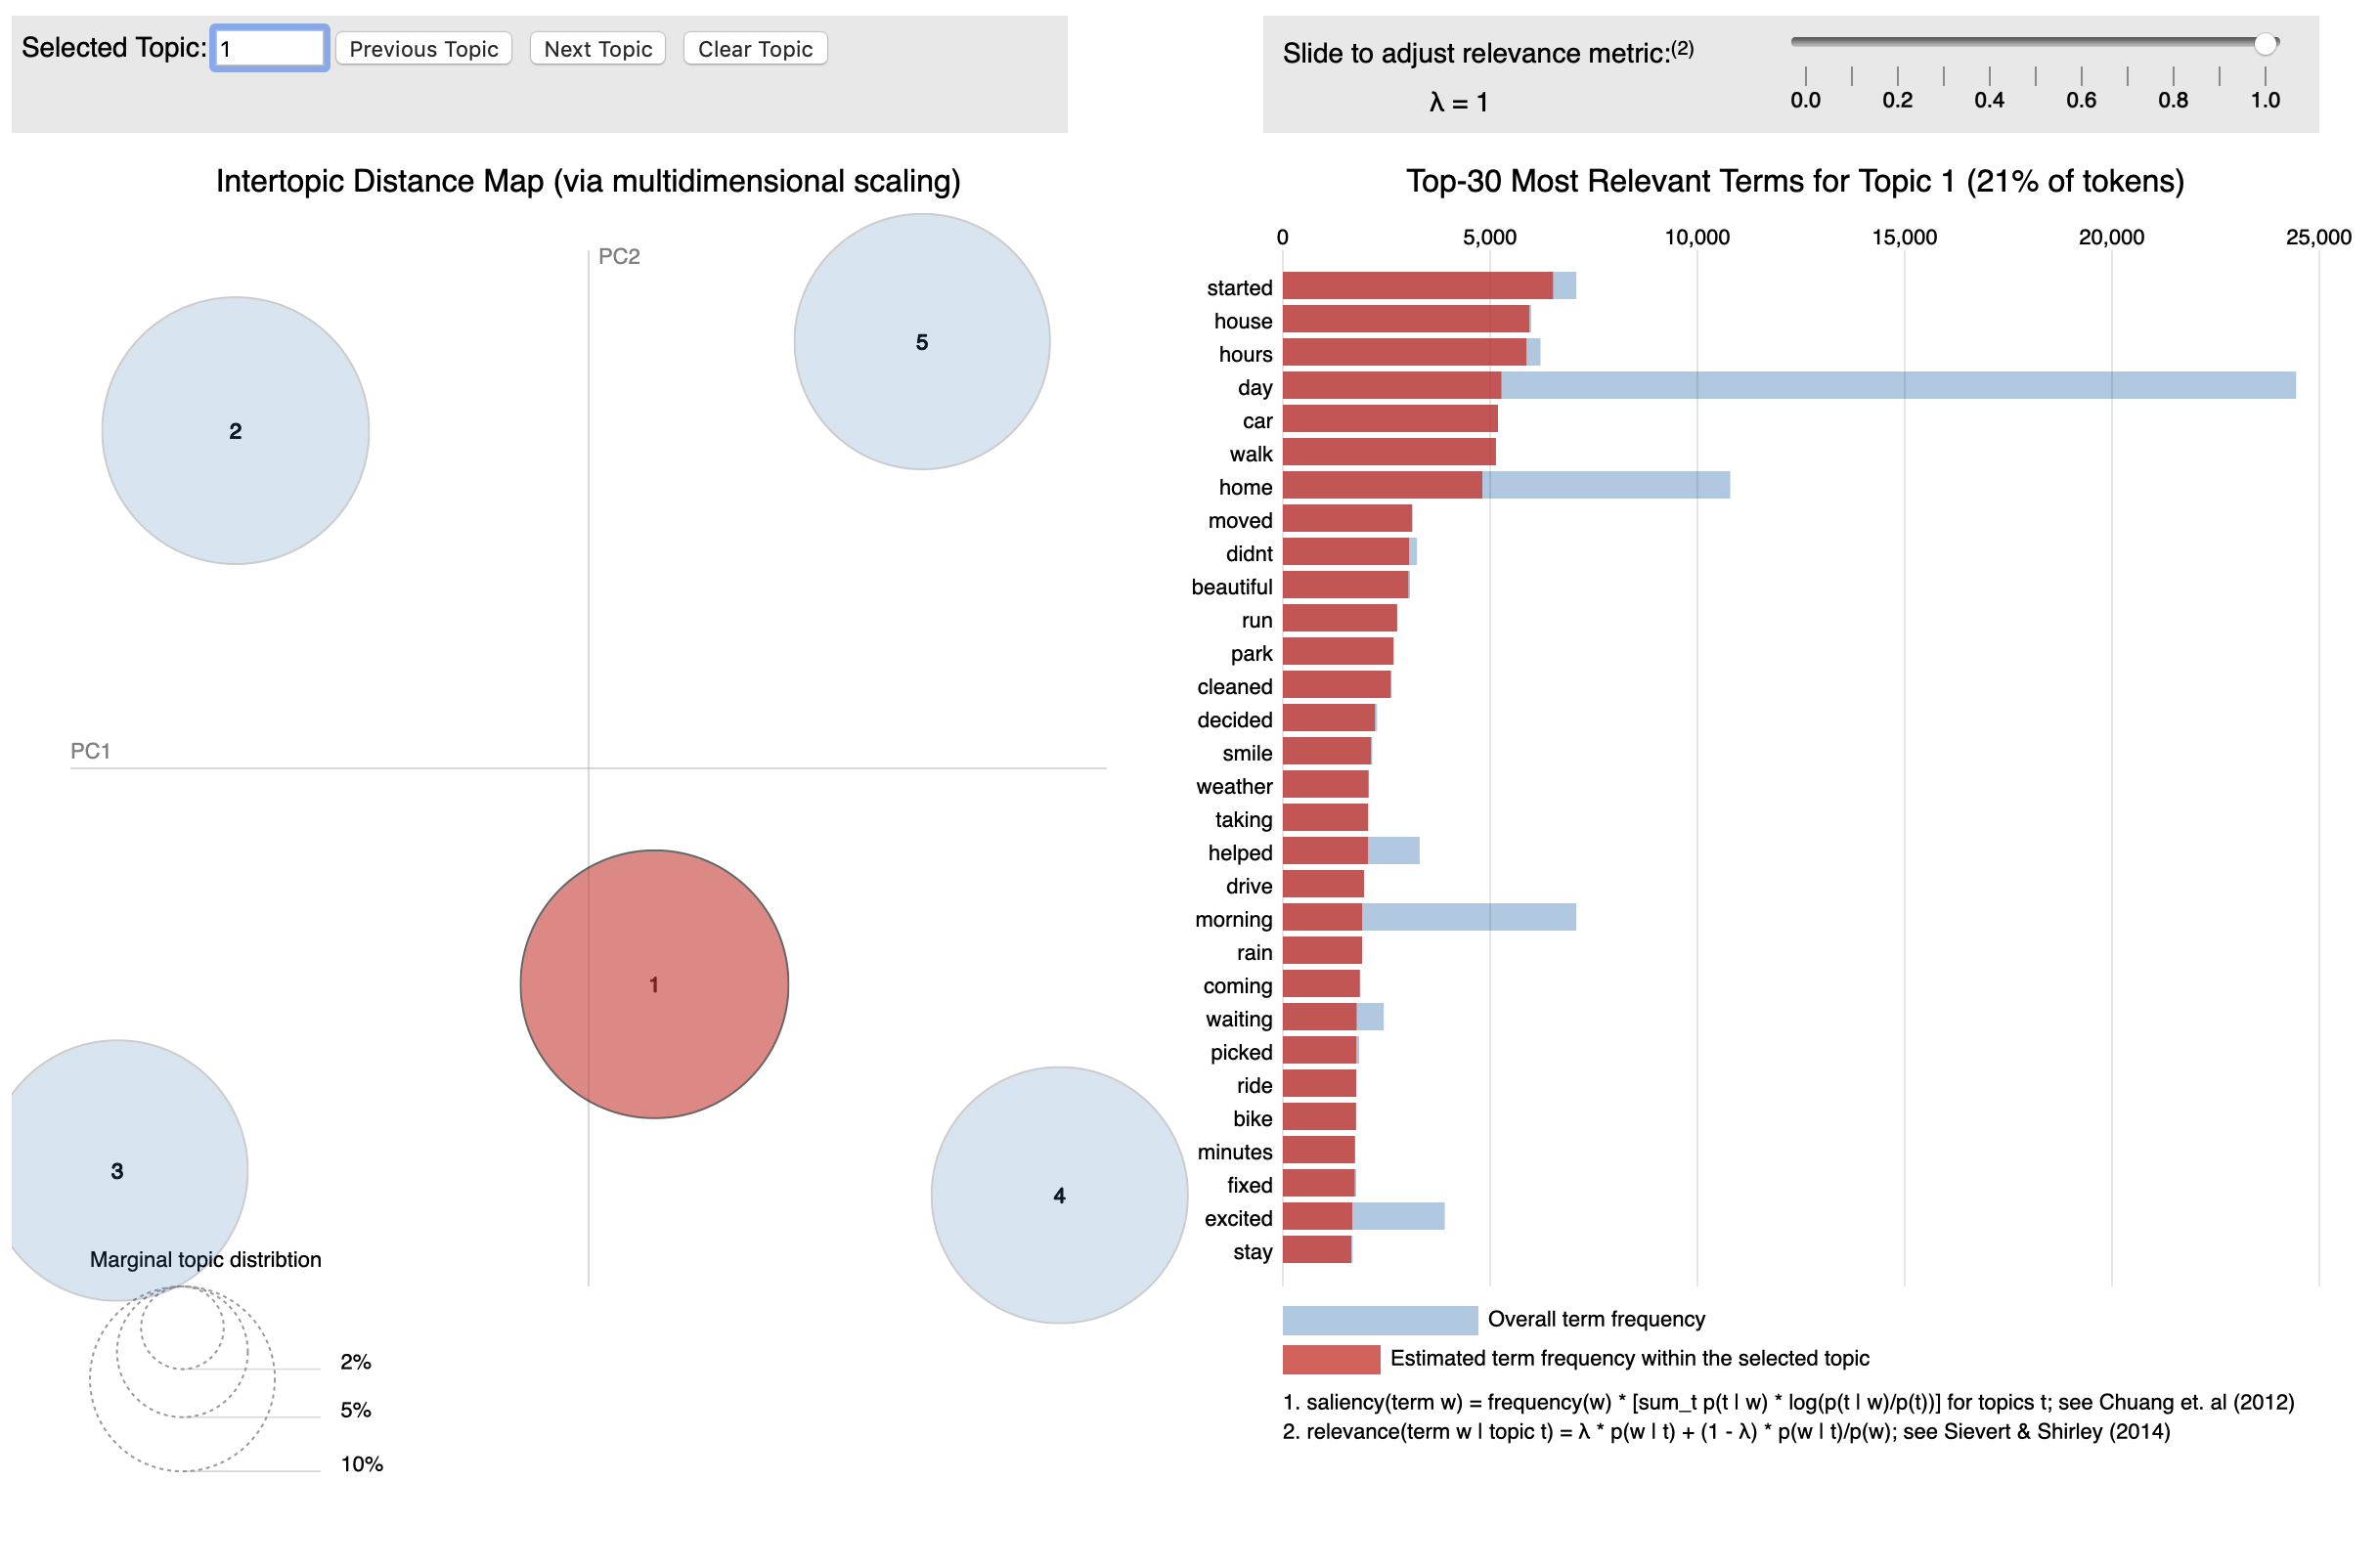 Selected Topic: 1 Previous Topic Next Topic Clear Topic
Slide to adjust relevance metric:(2)
λ = 1
0.0 0.2 0.4 0.6 0.8 1.0
Intertopic Distance Map (via multidimensional scaling)
PC2
5
2
PC1
1
3
4
Marginal topic distribtion
2%
5%
10%
Top-30 Most Relevant Terms for Topic 1 (21% of tokens)
0 5,000 10,000 15,000 20,000 25,000
started
house
hours
day
car
walk
home
moved
didnt
beautiful
run
park
cleaned
decided
smile
weather
taking
helped
drive
morning
rain
coming
waiting
picked
ride
bike
minutes
fixed
excited
stay
Overall term frequency
Estimated term frequency within the selected topic
1. saliency(term w) = frequency(w) * [sum_t p(t | w) * log(p(t | w)/p(t))] for topics t; see Chuang et. al (2012)
2. relevance(term w | topic t) = λ * p(w | t) + (1 - λ) * p(w | t)/p(w); see Sievert & Shirley (2014)